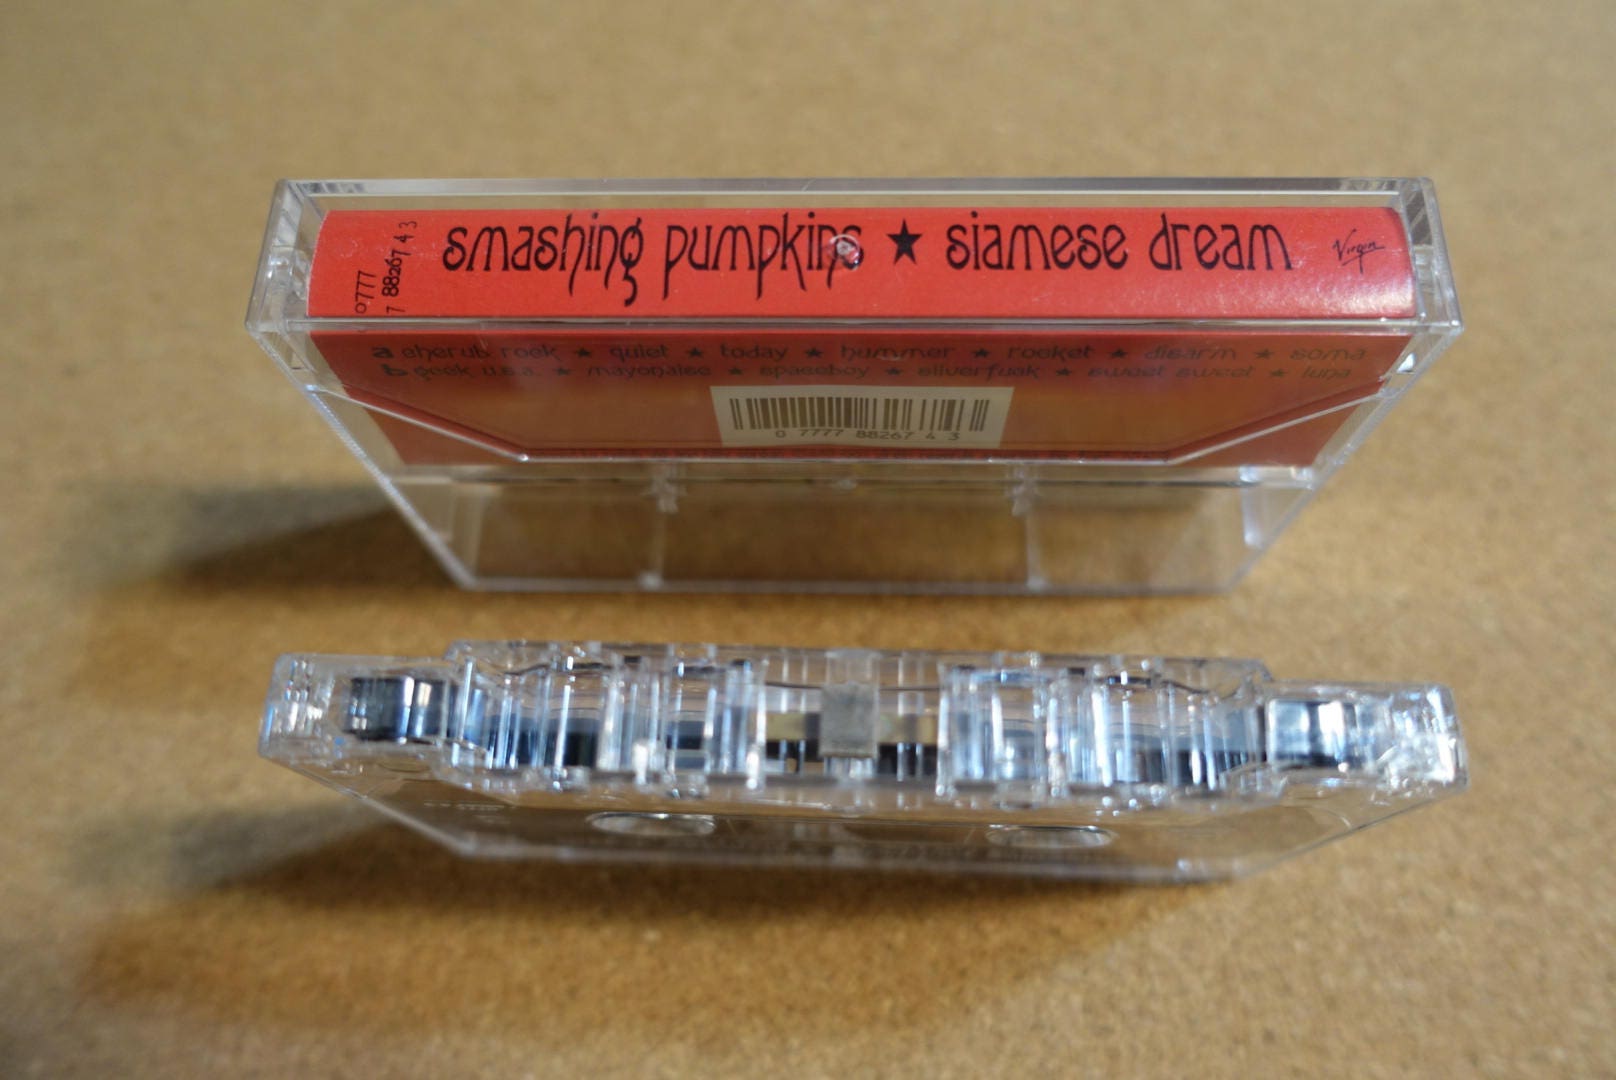 0777
7 88267 4 3
smashing pumpkins ★ siamese dream
Virgin
a cherub rock ★ quiet ★ today ★ hummer ★ rocket ★ disarm ★ soma
b geek u.s.a. ★ mayonaise ★ spaceboy ★ silverfuck ★ sweet sweet ★ luna
0 7777 88267 4 3